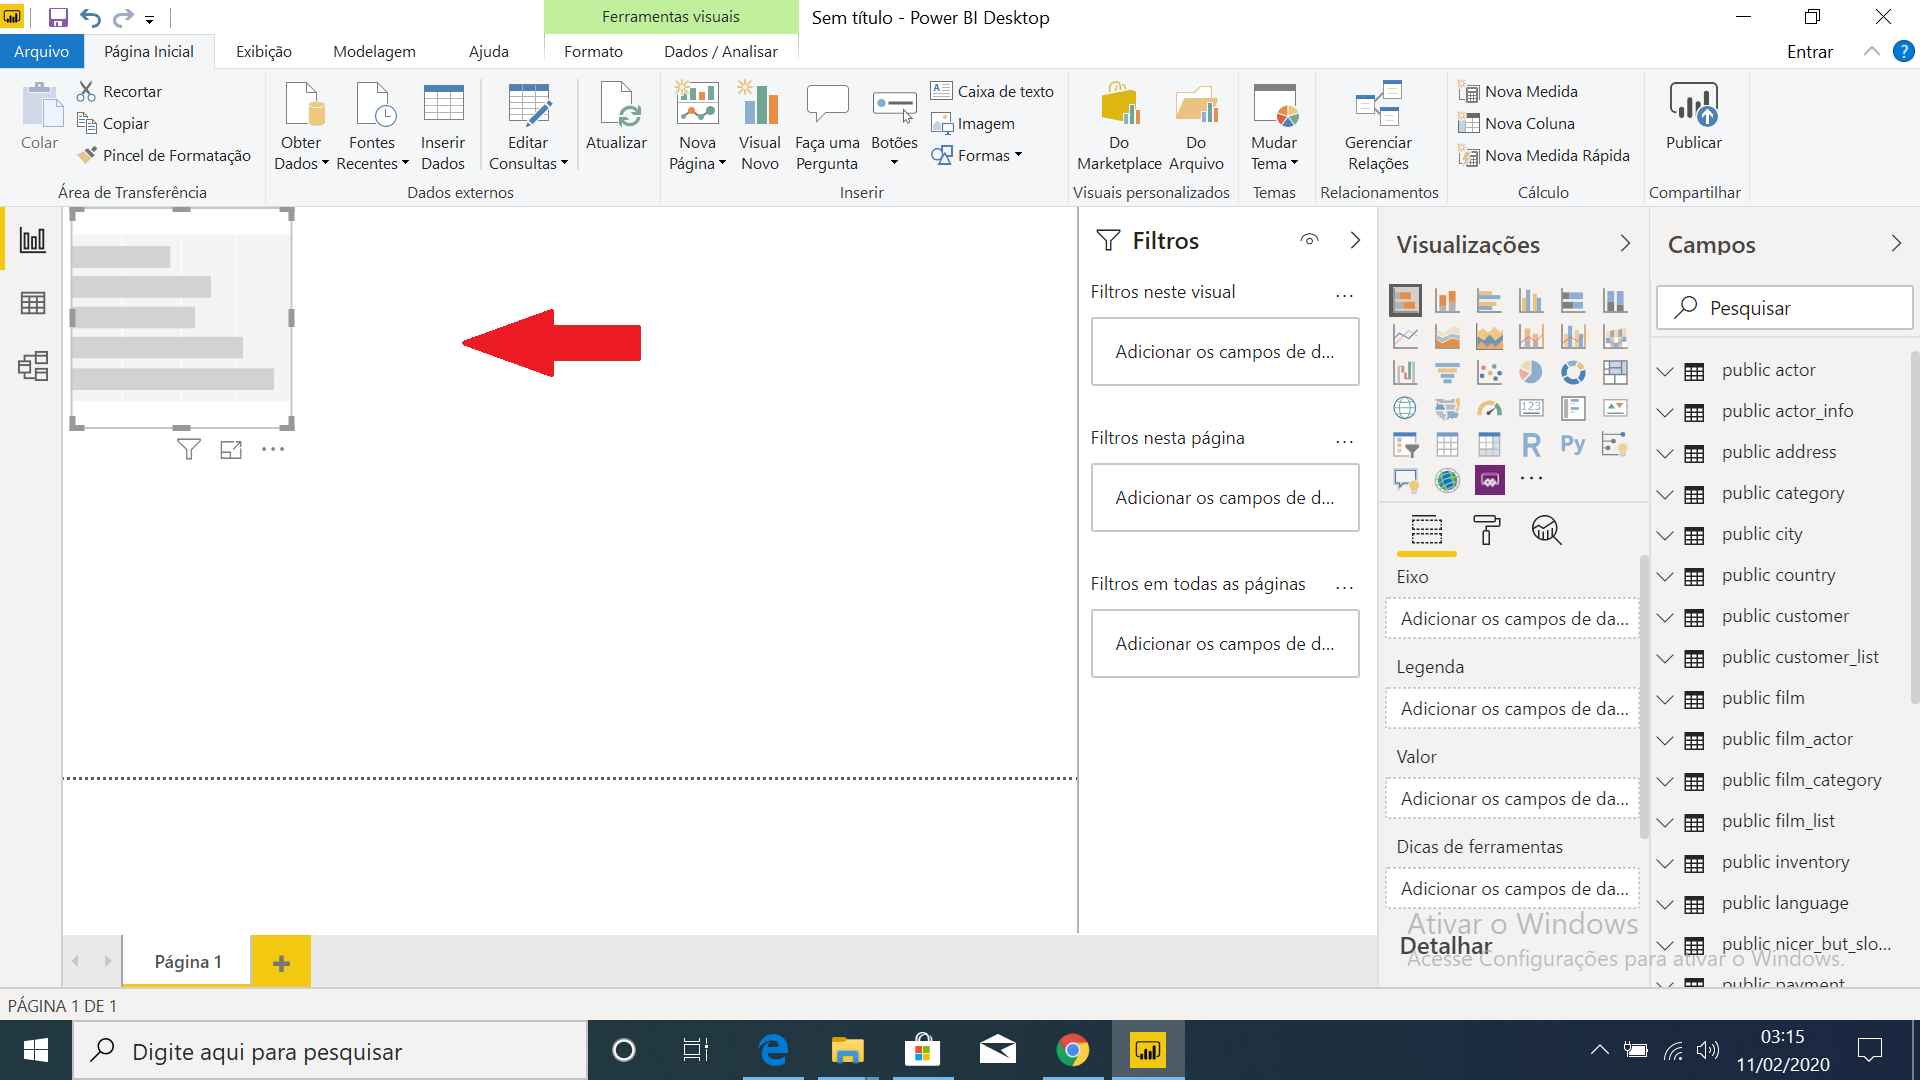 Ferramentas visuais
Sem título - Power BI Desktop
Arquivo
Página Inicial
Exibição
Modelagem
Ajuda
Formato
Dados / Analisar
Entrar
?
Colar
Recortar
Copiar
Pincel de Formatação
Área de Transferência
Obter Dados
Fontes Recentes
Inserir Dados
Editar Consultas
Atualizar
Dados externos
Nova Página
Visual Novo
Faça uma Pergunta
Botões
Caixa de texto
Imagem
Formas
Inserir
Do Marketplace
Do Arquivo
Visuais personalizados
Mudar Tema
Temas
Gerenciar Relações
Relacionamentos
Nova Medida
Nova Coluna
Nova Medida Rápida
Cálculo
Publicar
Compartilhar
Filtros
Filtros neste visual
...
Adicionar os campos de d...
Filtros nesta página
...
Adicionar os campos de d...
Filtros em todas as páginas
...
Adicionar os campos de d...
Visualizações
123
R
Py
...
Eixo
Adicionar os campos de da...
Legenda
Adicionar os campos de da...
Valor
Adicionar os campos de da...
Dicas de ferramentas
Adicionar os campos de da...
Detalhar
Campos
Pesquisar
public actor
public actor_info
public address
public category
public city
public country
public customer
public customer_list
public film
public film_actor
public film_category
public film_list
public inventory
public language
public nicer_but_slo...
public payment
Ativar o Windows
Acesse Configurações para ativar o Windows.
Página 1
PÁGINA 1 DE 1
Digite aqui para pesquisar
03:15
11/02/2020